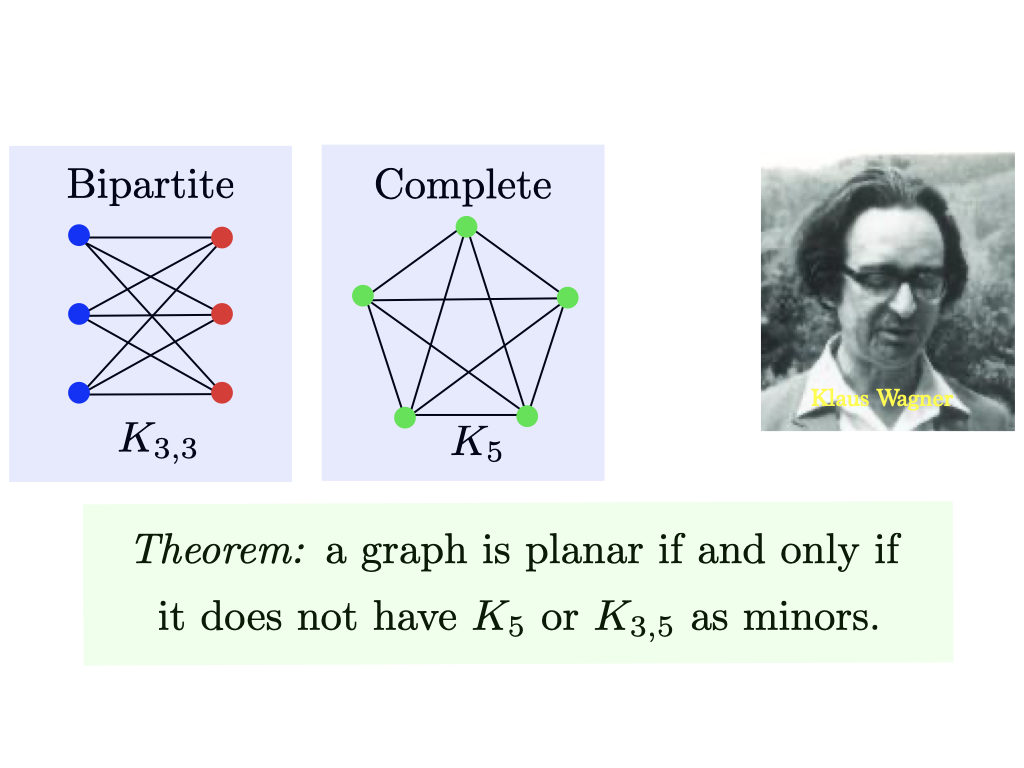 Bipartite
K_{3,3}
Complete
K_5
Klaus Wagner
Theorem: a graph is planar if and only if
it does not have K_5 or K_{3,5} as minors.